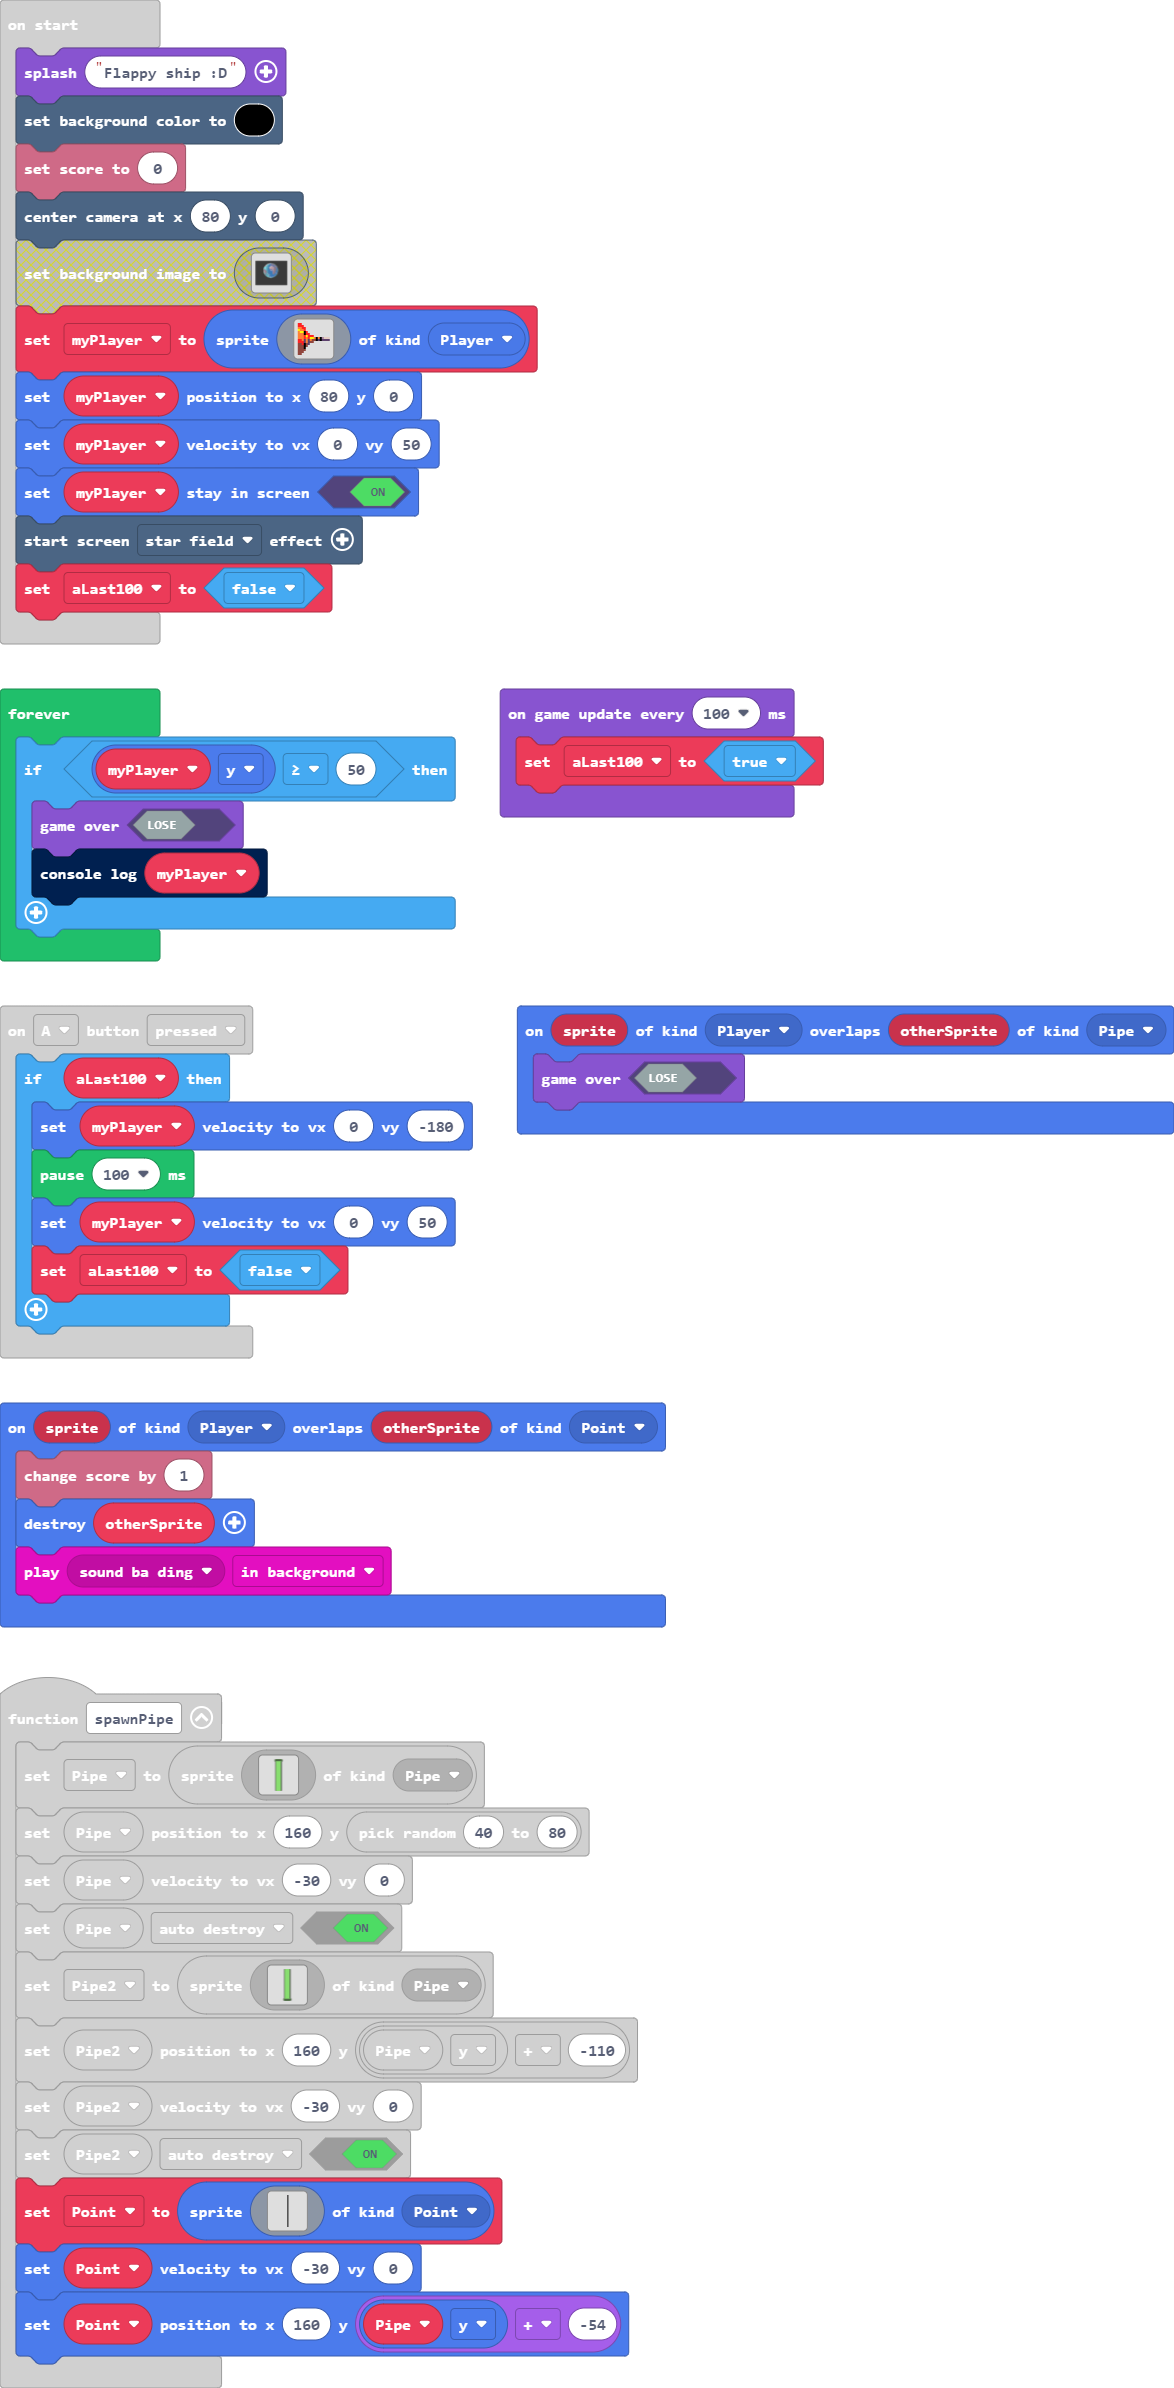 on start
splash "Flappy ship :D"
set background color to
set score to 0
center camera at x 80 y 0
set background image to
set myPlayer to sprite of kind Player
set myPlayer position to x 80 y 0
set myPlayer velocity to vx 0 vy 50
set myPlayer stay in screen ON
start screen star field effect
set aLast100 to false
forever
if myPlayer y ≥ 50 then
game over LOSE
console log myPlayer
on game update every 100 ms
set aLast100 to true
on A button pressed
if aLast100 then
set myPlayer velocity to vx 0 vy -180
pause 100 ms
set myPlayer velocity to vx 0 vy 50
set aLast100 to false
on sprite of kind Player overlaps otherSprite of kind Pipe
game over LOSE
on sprite of kind Player overlaps otherSprite of kind Point
change score by 1
destroy otherSprite
play sound ba ding in background
function spawnPipe
set Pipe to sprite of kind Pipe
set Pipe position to x 160 y pick random 40 to 80
set Pipe velocity to vx -30 vy 0
set Pipe auto destroy ON
set Pipe2 to sprite of kind Pipe
set Pipe2 position to x 160 y Pipe y + -110
set Pipe2 velocity to vx -30 vy 0
set Pipe2 auto destroy ON
set Point to sprite of kind Point
set Point velocity to vx -30 vy 0
set Point position to x 160 y Pipe y + -54